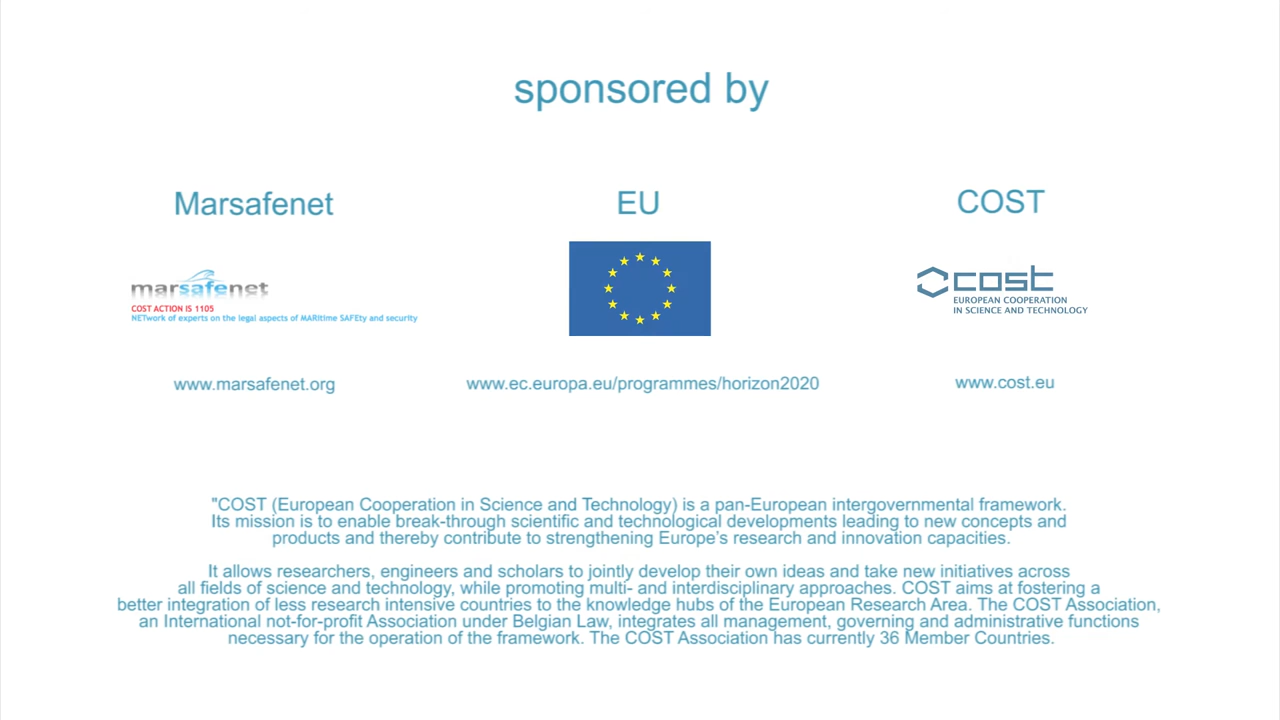 sponsored by
Marsafenet
EU
COST
marsafenet
COST ACTION IS 1105
NETwork of experts on the legal aspects of MARitime SAFEty and security
cost
EUROPEAN COOPERATION
IN SCIENCE AND TECHNOLOGY
www.marsafenet.org
www.ec.europa.eu/programmes/horizon2020
www.cost.eu
"COST (European Cooperation in Science and Technology) is a pan-European intergovernmental framework.
Its mission is to enable break-through scientific and technological developments leading to new concepts and
products and thereby contribute to strengthening Europe's research and innovation capacities.
It allows researchers, engineers and scholars to jointly develop their own ideas and take new initiatives across
all fields of science and technology, while promoting multi- and interdisciplinary approaches. COST aims at fostering a
better integration of less research intensive countries to the knowledge hubs of the European Research Area. The COST Association,
an International not-for-profit Association under Belgian Law, integrates all management, governing and administrative functions
necessary for the operation of the framework. The COST Association has currently 36 Member Countries.